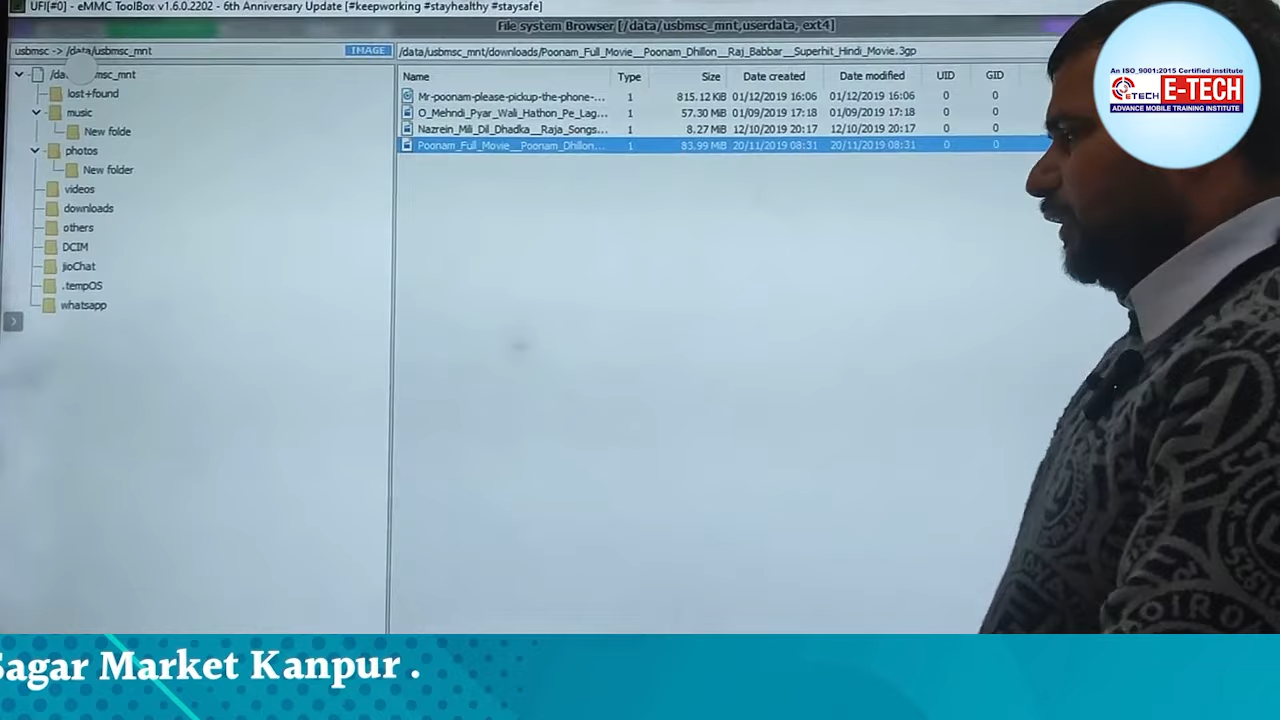 UFI[#0] - eMMC ToolBox v1.6.0.2202 - 6th Anniversary Update [#keepworking #stayhealthy #staysafe]
File system Browser [/data/usbmsc_mnt,userdata, ext4]
usbmsc -> /data/usbmsc_mnt IMAGE /data/usbmsc_mnt/downloads/Poonam_Full_Movie__Poonam_Dhillon__Raj_Babbar__Superhit_Hindi_Movie.3gp
Name Type Size Date created Date modified UID GID
Mr-poonam-please-pickup-the-phone-... 1 815.12 KiB 01/12/2019 16:06 01/12/2019 16:06 0 0
O_Mehndi_Pyar_Wali_Hathon_Pe_Lag... 1 57.30 MiB 01/09/2019 17:18 01/09/2019 17:18 0 0
Nazrein_Mili_Dil_Dhadka__Raja_Songs... 1 8.27 MiB 12/10/2019 20:17 12/10/2019 20:17 0 0
Poonam_Full_Movie__Poonam_Dhillon... 1 83.99 MiB 20/11/2019 08:31 20/11/2019 08:31 0 0
lost+found
music
New folde
photos
New folder
videos
downloads
others
DCIM
JioChat
.tempOS
whatsapp
An ISO_9001:2015 Certified institute
ETECH E-TECH
ADVANCE MOBILE TRAINING INSTITUTE
Sagar Market Kanpur .